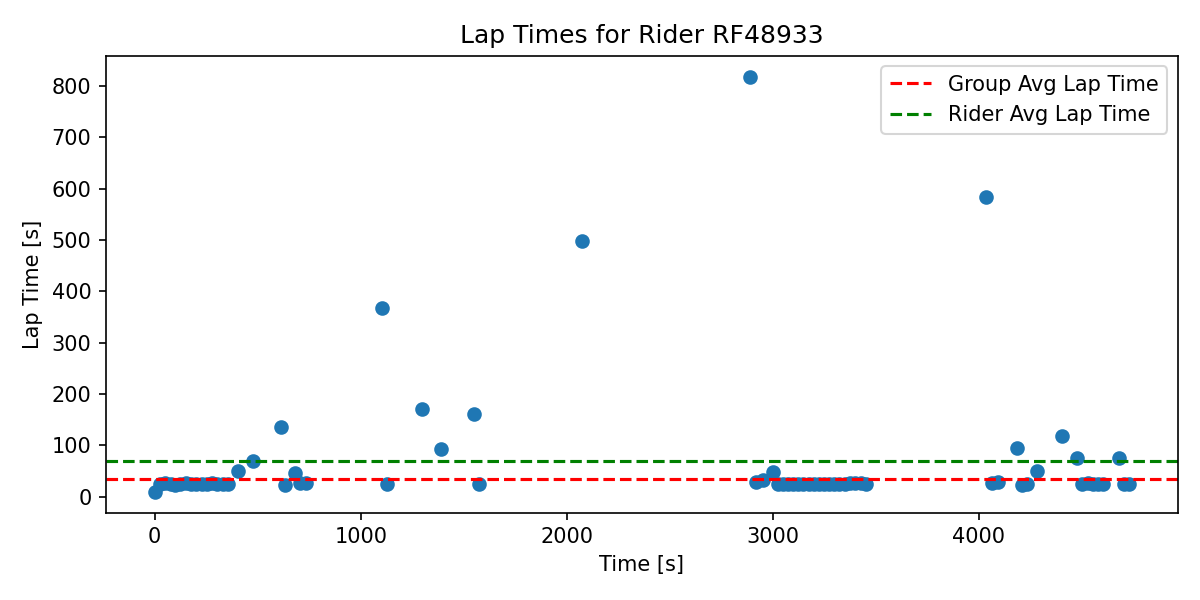 Lap Times for Rider RF48933
Group Avg Lap Time
Rider Avg Lap Time
Lap Time [s]
800
700
600
500
400
300
200
100
0
0
1000
2000
3000
4000
Time [s]